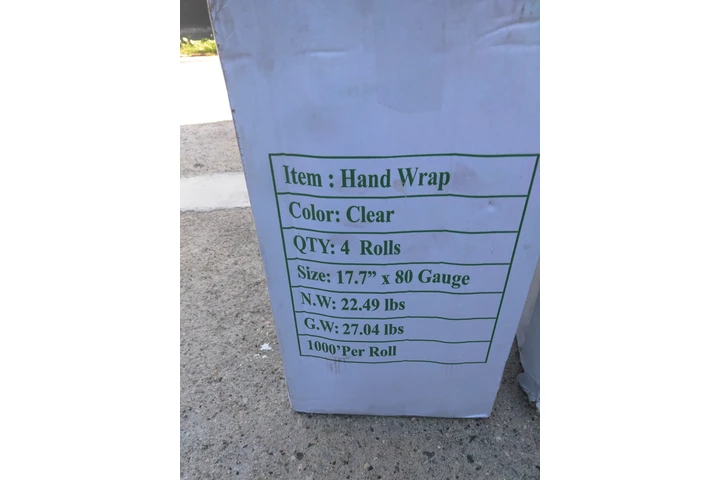 Item : Hand Wrap
Color: Clear
QTY: 4 Rolls
Size: 17.7” x 80 Gauge
N.W: 22.49 lbs
G.W: 27.04 lbs
1000’Per Roll